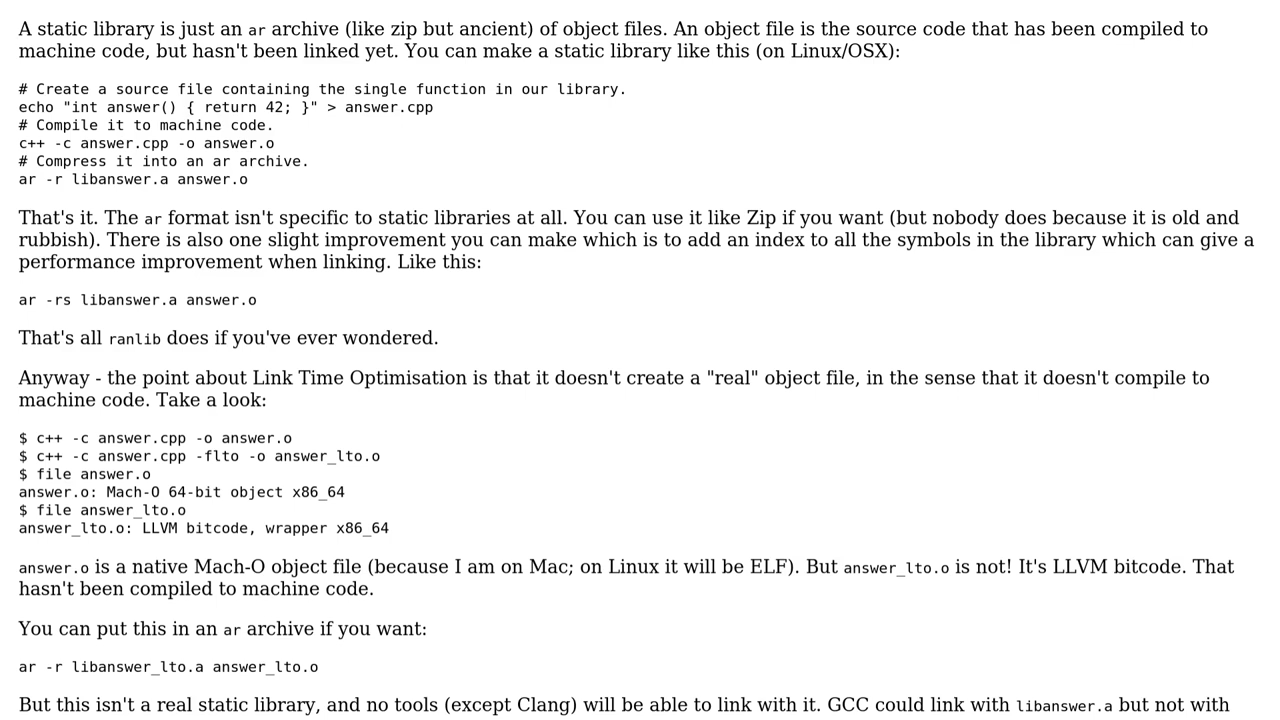 A static library is just an ar archive (like zip but ancient) of object files. An object file is the source code that has been compiled to
machine code, but hasn't been linked yet. You can make a static library like this (on Linux/OSX):
# Create a source file containing the single function in our library.
echo "int answer() { return 42; }" > answer.cpp
# Compile it to machine code.
c++ -c answer.cpp -o answer.o
# Compress it into an ar archive.
ar -r libanswer.a answer.o
That's it. The ar format isn't specific to static libraries at all. You can use it like Zip if you want (but nobody does because it is old and
rubbish). There is also one slight improvement you can make which is to add an index to all the symbols in the library which can give a
performance improvement when linking. Like this:
ar -rs libanswer.a answer.o
That's all ranlib does if you've ever wondered.
Anyway - the point about Link Time Optimisation is that it doesn't create a "real" object file, in the sense that it doesn't compile to
machine code. Take a look:
$ c++ -c answer.cpp -o answer.o
$ c++ -c answer.cpp -flto -o answer_lto.o
$ file answer.o
answer.o: Mach-O 64-bit object x86_64
$ file answer_lto.o
answer_lto.o: LLVM bitcode, wrapper x86_64
answer.o is a native Mach-O object file (because I am on Mac; on Linux it will be ELF). But answer_lto.o is not! It's LLVM bitcode. That
hasn't been compiled to machine code.
You can put this in an ar archive if you want:
ar -r libanswer_lto.a answer_lto.o
But this isn't a real static library, and no tools (except Clang) will be able to link with it. GCC could link with libanswer.a but not with